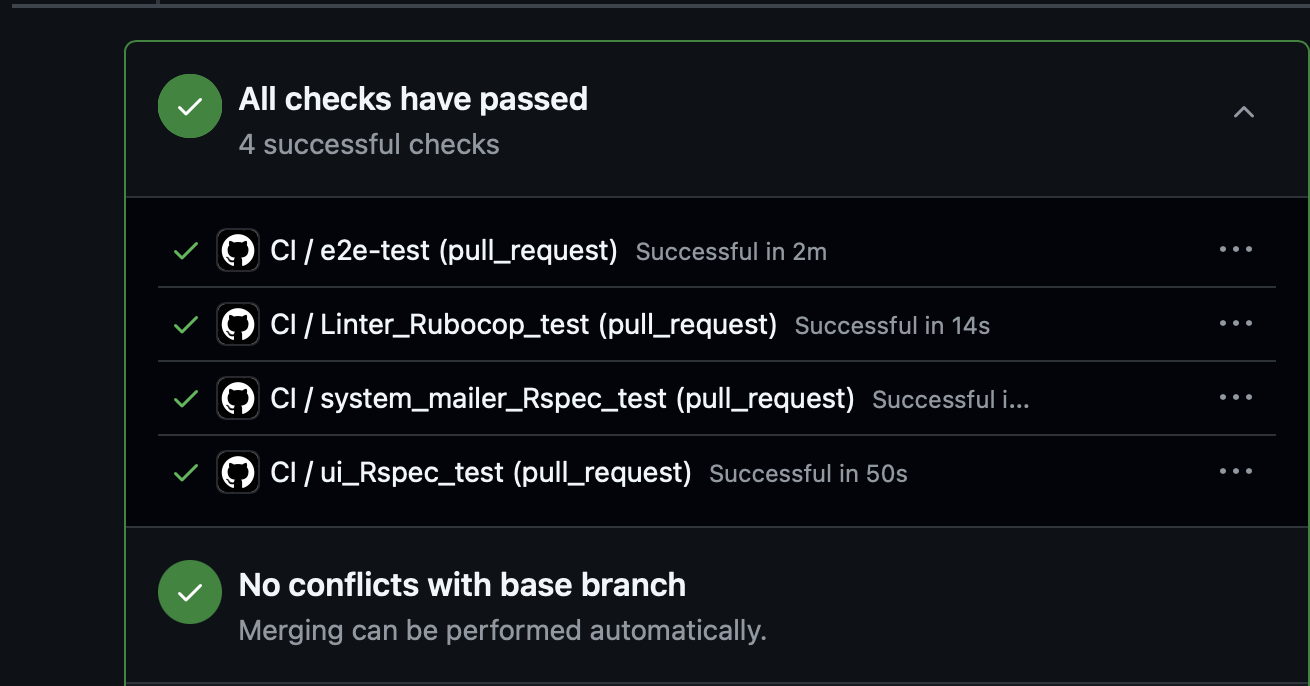 All checks have passed
4 successful checks
CI / e2e-test (pull_request) Successful in 2m
CI / Linter_Rubocop_test (pull_request) Successful in 14s
CI / system_mailer_Rspec_test (pull_request) Successful i...
CI / ui_Rspec_test (pull_request) Successful in 50s
No conflicts with base branch
Merging can be performed automatically.